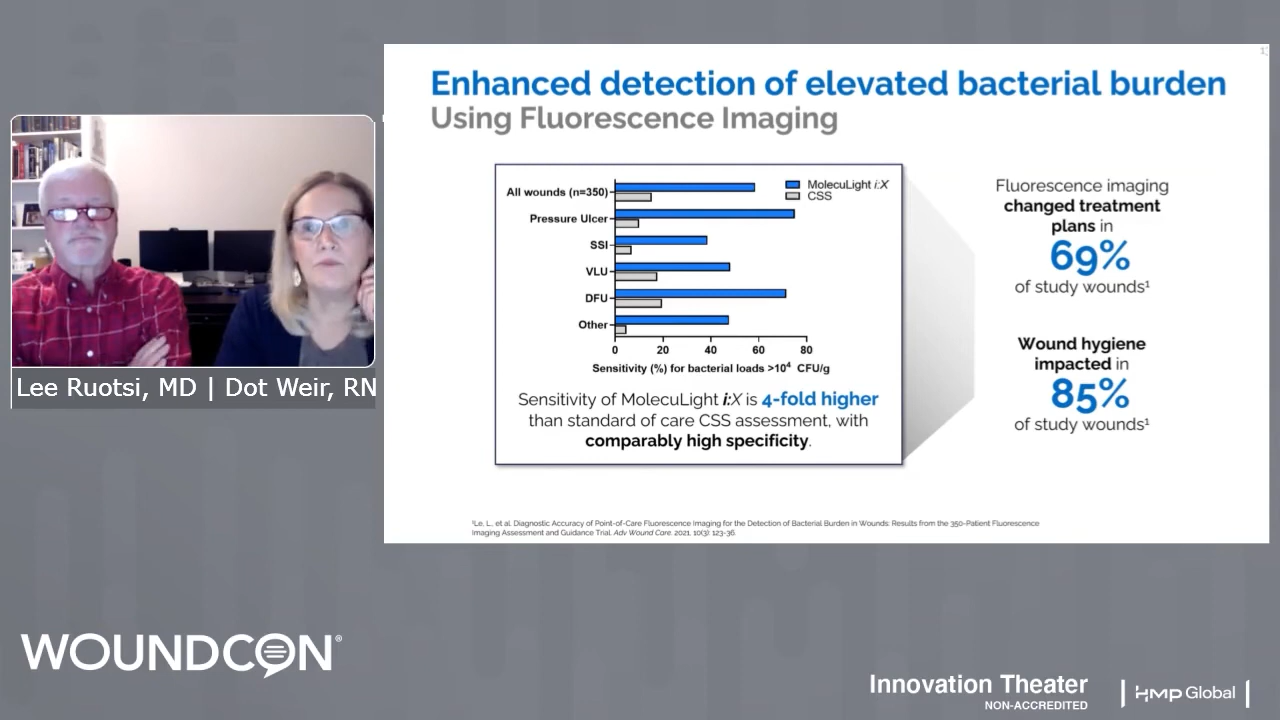 Enhanced detection of elevated bacterial burden
Using Fluorescence Imaging
All wounds (n=350)
Pressure Ulcer
SSI
VLU
DFU
Other
MolecuLight i:X
CSS
0 20 40 60 80
Sensitivity (%) for bacterial loads >10⁴ CFU/g
Sensitivity of MolecuLight i:X is 4-fold higher
than standard of care CSS assessment, with
comparably high specificity.
Fluorescence imaging
changed treatment
plans in
69%
of study wounds¹
Wound hygiene
impacted in
85%
of study wounds¹
¹Le, L., et al. Diagnostic Accuracy of Point-of-Care Fluorescence Imaging for the Detection of Bacterial Burden in Wounds: Results from the 350-Patient Fluorescence
Imaging Assessment and Guidance Trial. Adv Wound Care. 2021, 10(3): 123-36.
Lee Ruotsi, MD | Dot Weir, RN
WOUNDCON®
Innovation Theater
NON-ACCREDITED
HMP Global